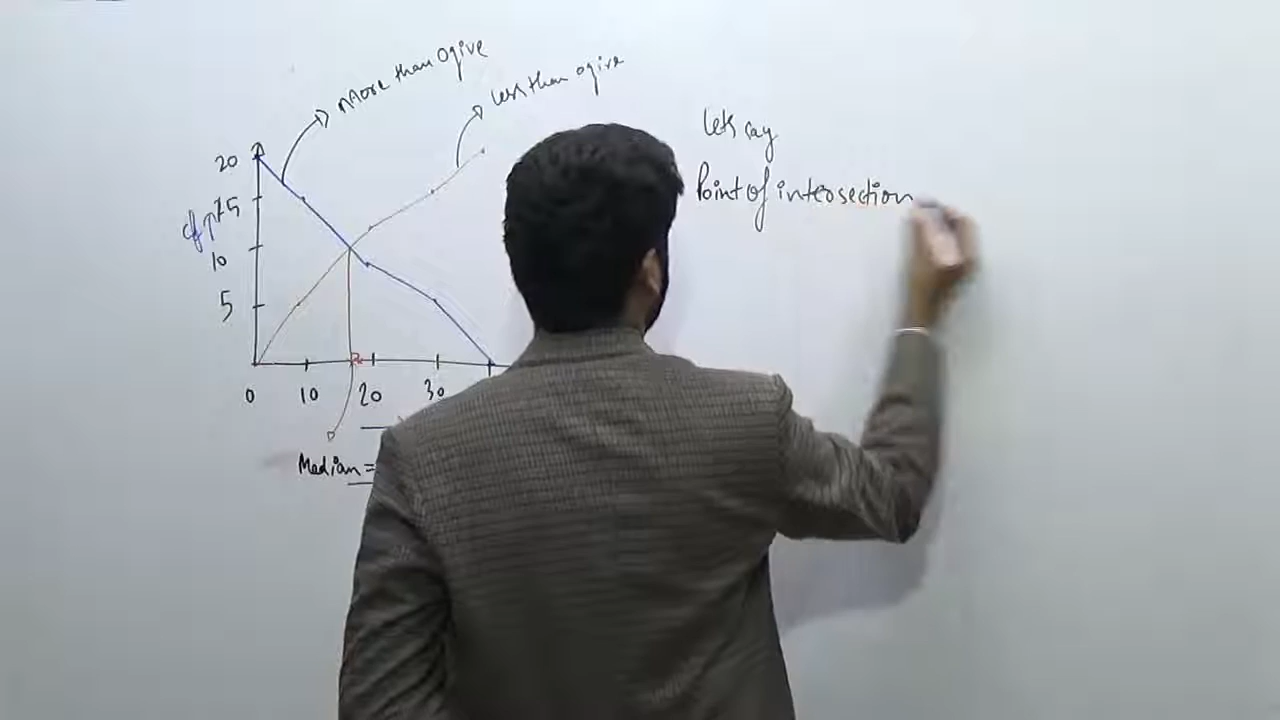 More than Ogive
less than ogive
lets say
Point of intersection
20
15
cf
10
5
0 10 20 30
Median =